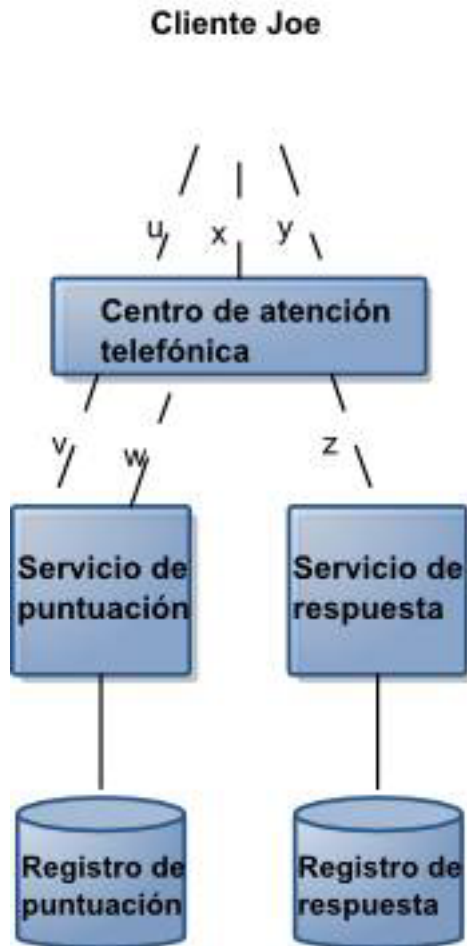 Cliente Joe
u x y
Centro de atención
telefónica
v w z
Servicio de
puntuación
Servicio de
respuesta
Registro de
puntuación
Registro de
respuesta